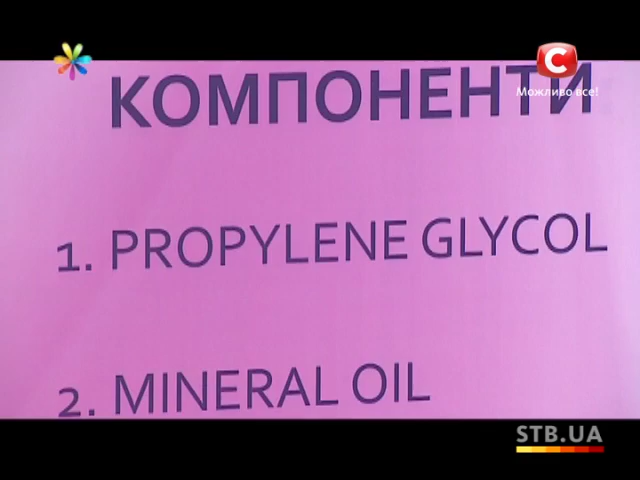 КОМПОНЕНТИ
Можливо все!
1. PROPYLENE GLYCOL
2. MINERAL OIL
STB.UA